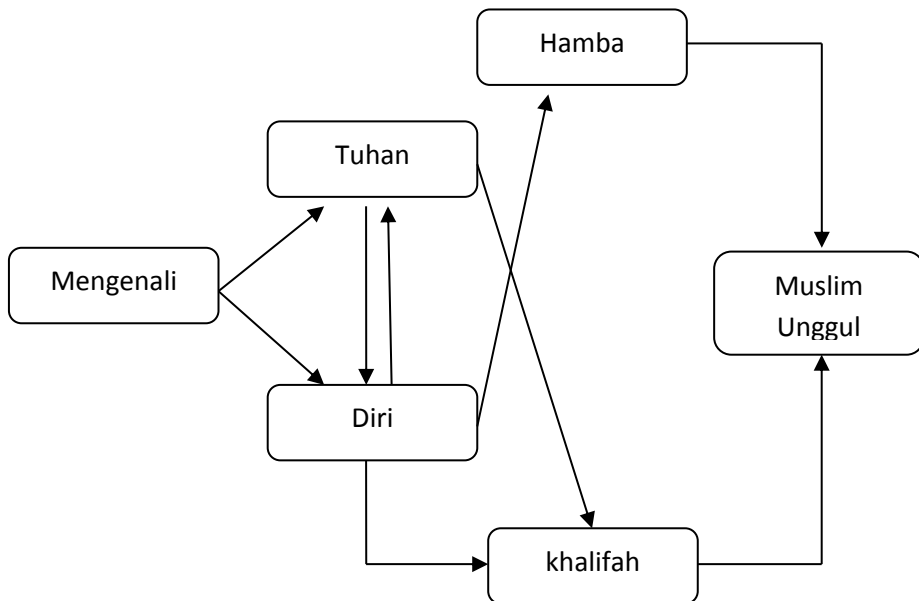 Hamba
Tuhan
Mengenali
Muslim
Unggul
Diri
khalifah